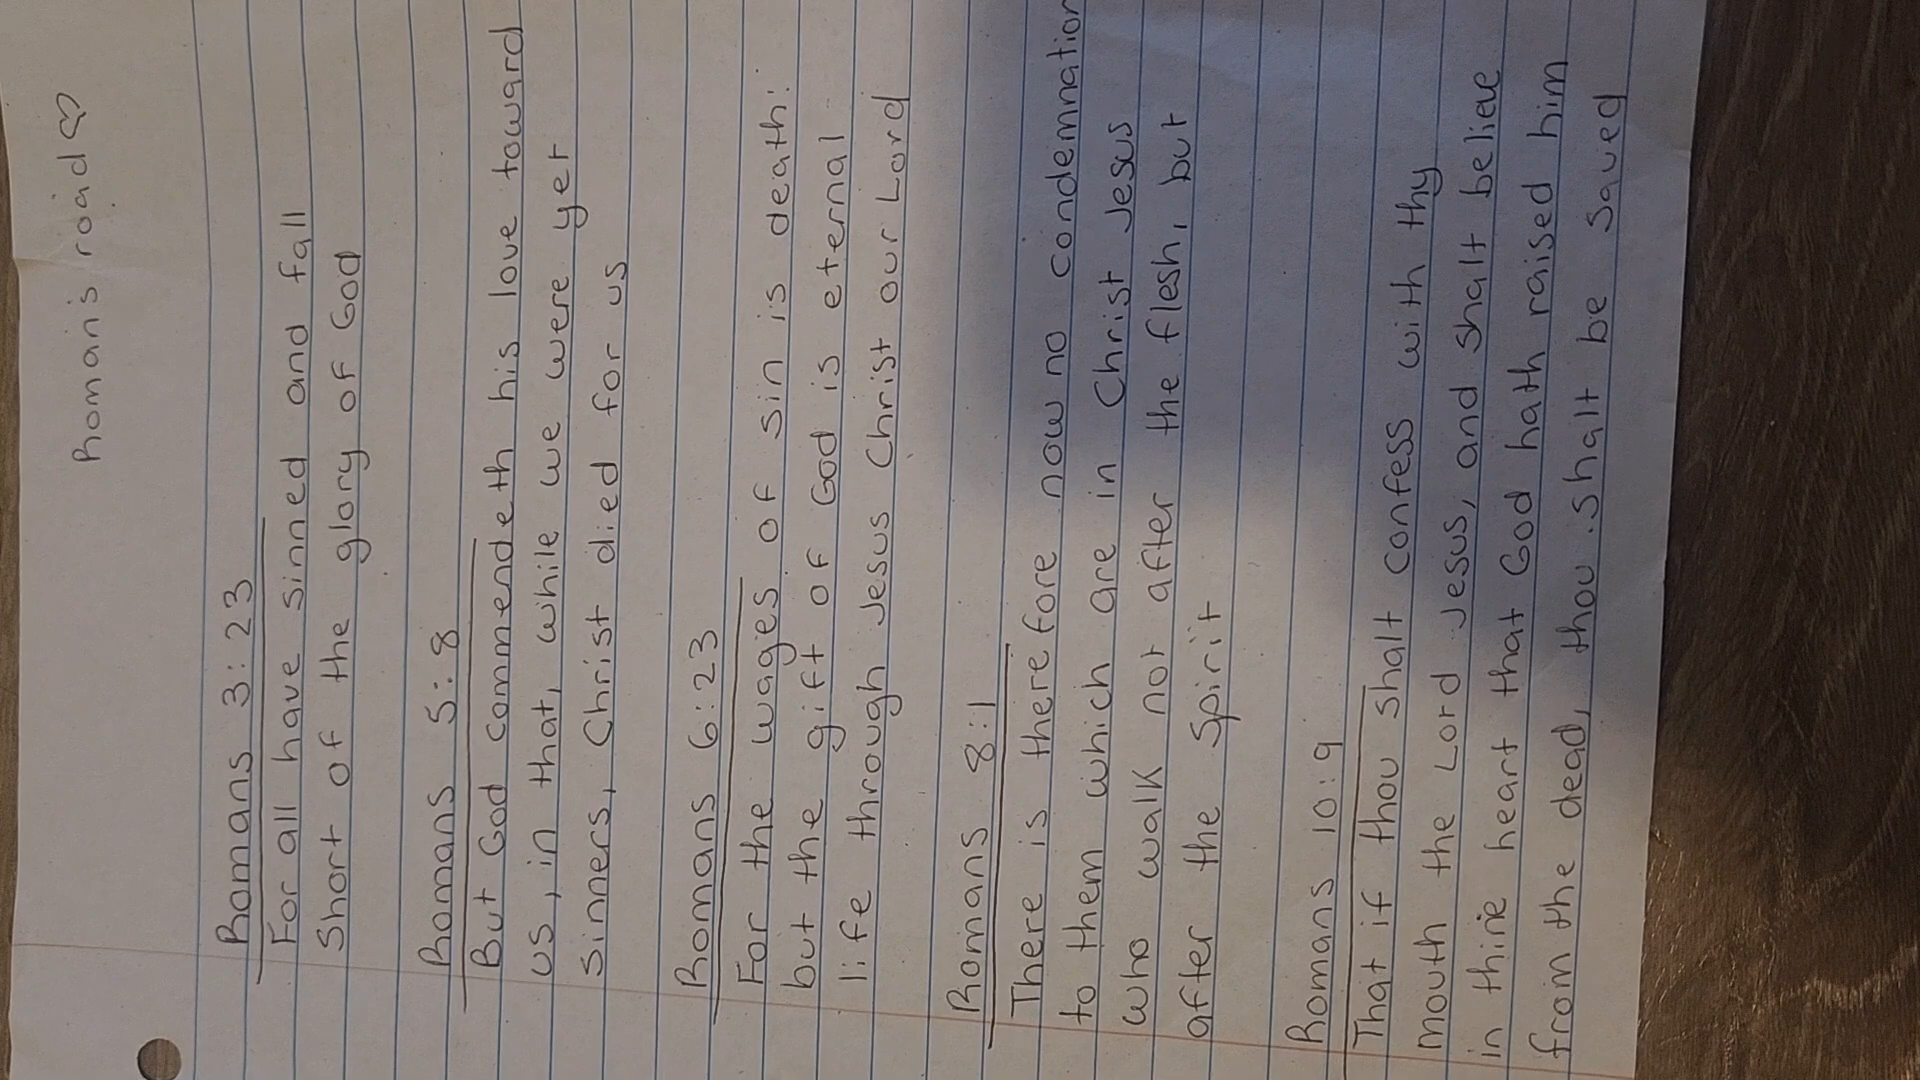 Roman's road ♡
Romans 3:23
For all have sinned and fall
short of the glory of God
Romans 5:8
But God commendeth his love toward
us, in that, while we were yet
sinners, Christ died for us
Romans 6:23
For the wages of sin is death:
but the gift of God is eternal
life through Jesus Christ our Lord
Romans 8:1
There is therefore now no condemnation
to them which are in Christ Jesus
who walk not after the flesh, but
after the Spirit
Romans 10:9
That if thou shalt confess with thy
mouth the Lord Jesus, and shalt believe
in thine heart that God hath raised him
from the dead, thou shalt be saved